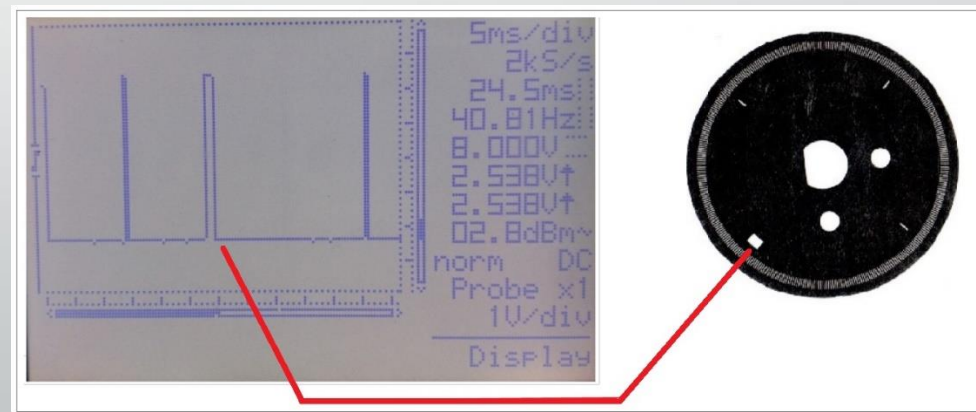 5ms/div
2kS/s
24.5ms
40.81Hz
8.000V
2.538V↑
2.538V↑
02.8dBm~
norm DC
Probe x1
1V/div
Display